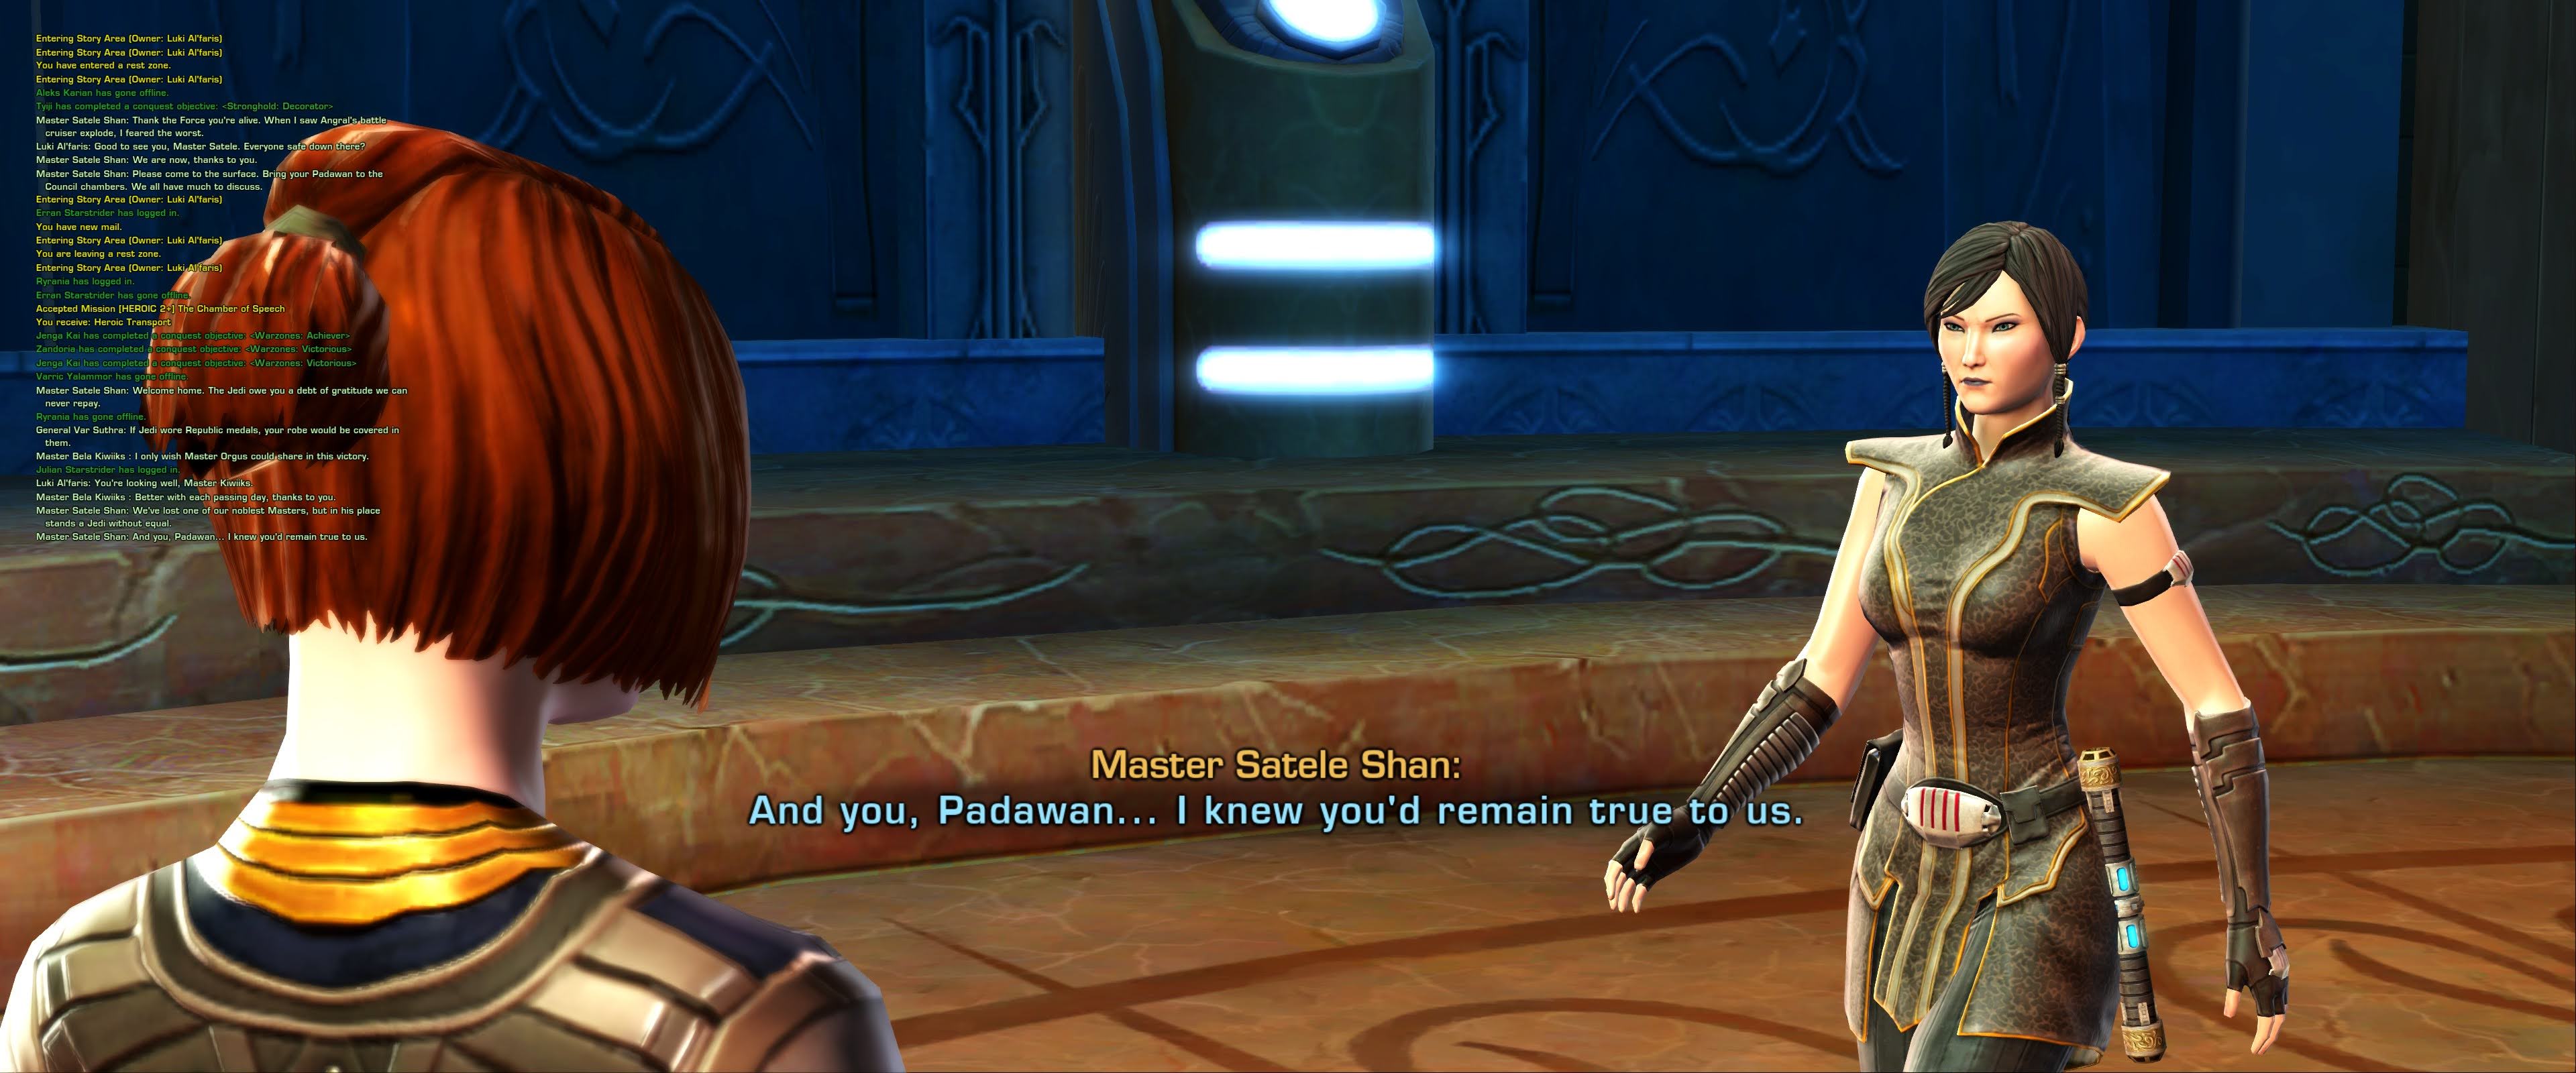 Entering Story Area (Owner: Luki Al'faris)
Entering Story Area (Owner: Luki Al'faris)
You have entered a rest zone.
Entering Story Area (Owner: Luki Al'faris)
Aleks Karian has gone offline.
Tyiji has completed a conquest objective: <Stronghold: Decorator>
Master Satele Shan: Thank the Force you're alive. When I saw Angral's battle
cruiser explode, I feared the worst.
Luki Al'faris: Good to see you, Master Satele. Everyone safe down there?
Master Satele Shan: We are now, thanks to you.
Master Satele Shan: Please come to the surface. Bring your Padawan to the
Council chambers. We all have much to discuss.
Entering Story Area (Owner: Luki Al'faris)
Erran Starstrider has logged in.
You have new mail.
Entering Story Area (Owner: Luki Al'faris)
You are leaving a rest zone.
Entering Story Area (Owner: Luki Al'faris)
Ryrania has logged in.
Erran Starstrider has gone offline.
Accepted Mission [HEROIC 2+] The Chamber of Speech
You receive: Heroic Transport
Jenga Kai has completed a conquest objective: <Warzones: Achiever>
Zandoria has completed a conquest objective: <Warzones: Victorious>
Jenga Kai has completed a conquest objective: <Warzones: Victorious>
Varric Yalammor has gone offline.
Master Satele Shan: Welcome home. The Jedi owe you a debt of gratitude we can
never repay.
Ryrania has gone offline.
General Var Suthra: If Jedi wore Republic medals, your robe would be covered in
them.
Master Bela Kiwiiks : I only wish Master Orgus could share in this victory.
Julian Starstrider has logged in.
Luki Al'faris: You're looking well, Master Kiwiiks.
Master Bela Kiwiiks : Better with each passing day, thanks to you.
Master Satele Shan: We've lost one of our noblest Masters, but in his place
stands a Jedi without equal.
Master Satele Shan: And you, Padawan... I knew you'd remain true to us.
Master Satele Shan:
And you, Padawan... I knew you'd remain true to us.